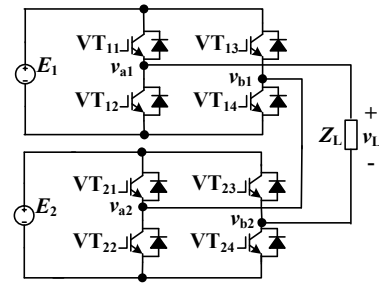 VT11 VT13
E1 va1 vb1
VT12 VT14
+
ZL vL
-
VT21 VT23
E2 va2 vb2
VT22 VT24